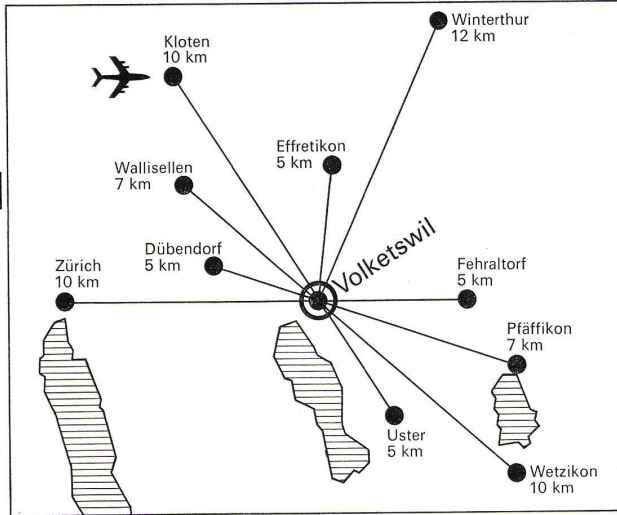 Winterthur
12 km
Kloten
10 km
Effretikon
5 km
Wallisellen
7 km
Dübendorf
5 km
Volketswil
Zürich
10 km
Fehraltorf
5 km
Pfäffikon
7 km
Uster
5 km
Wetzikon
10 km